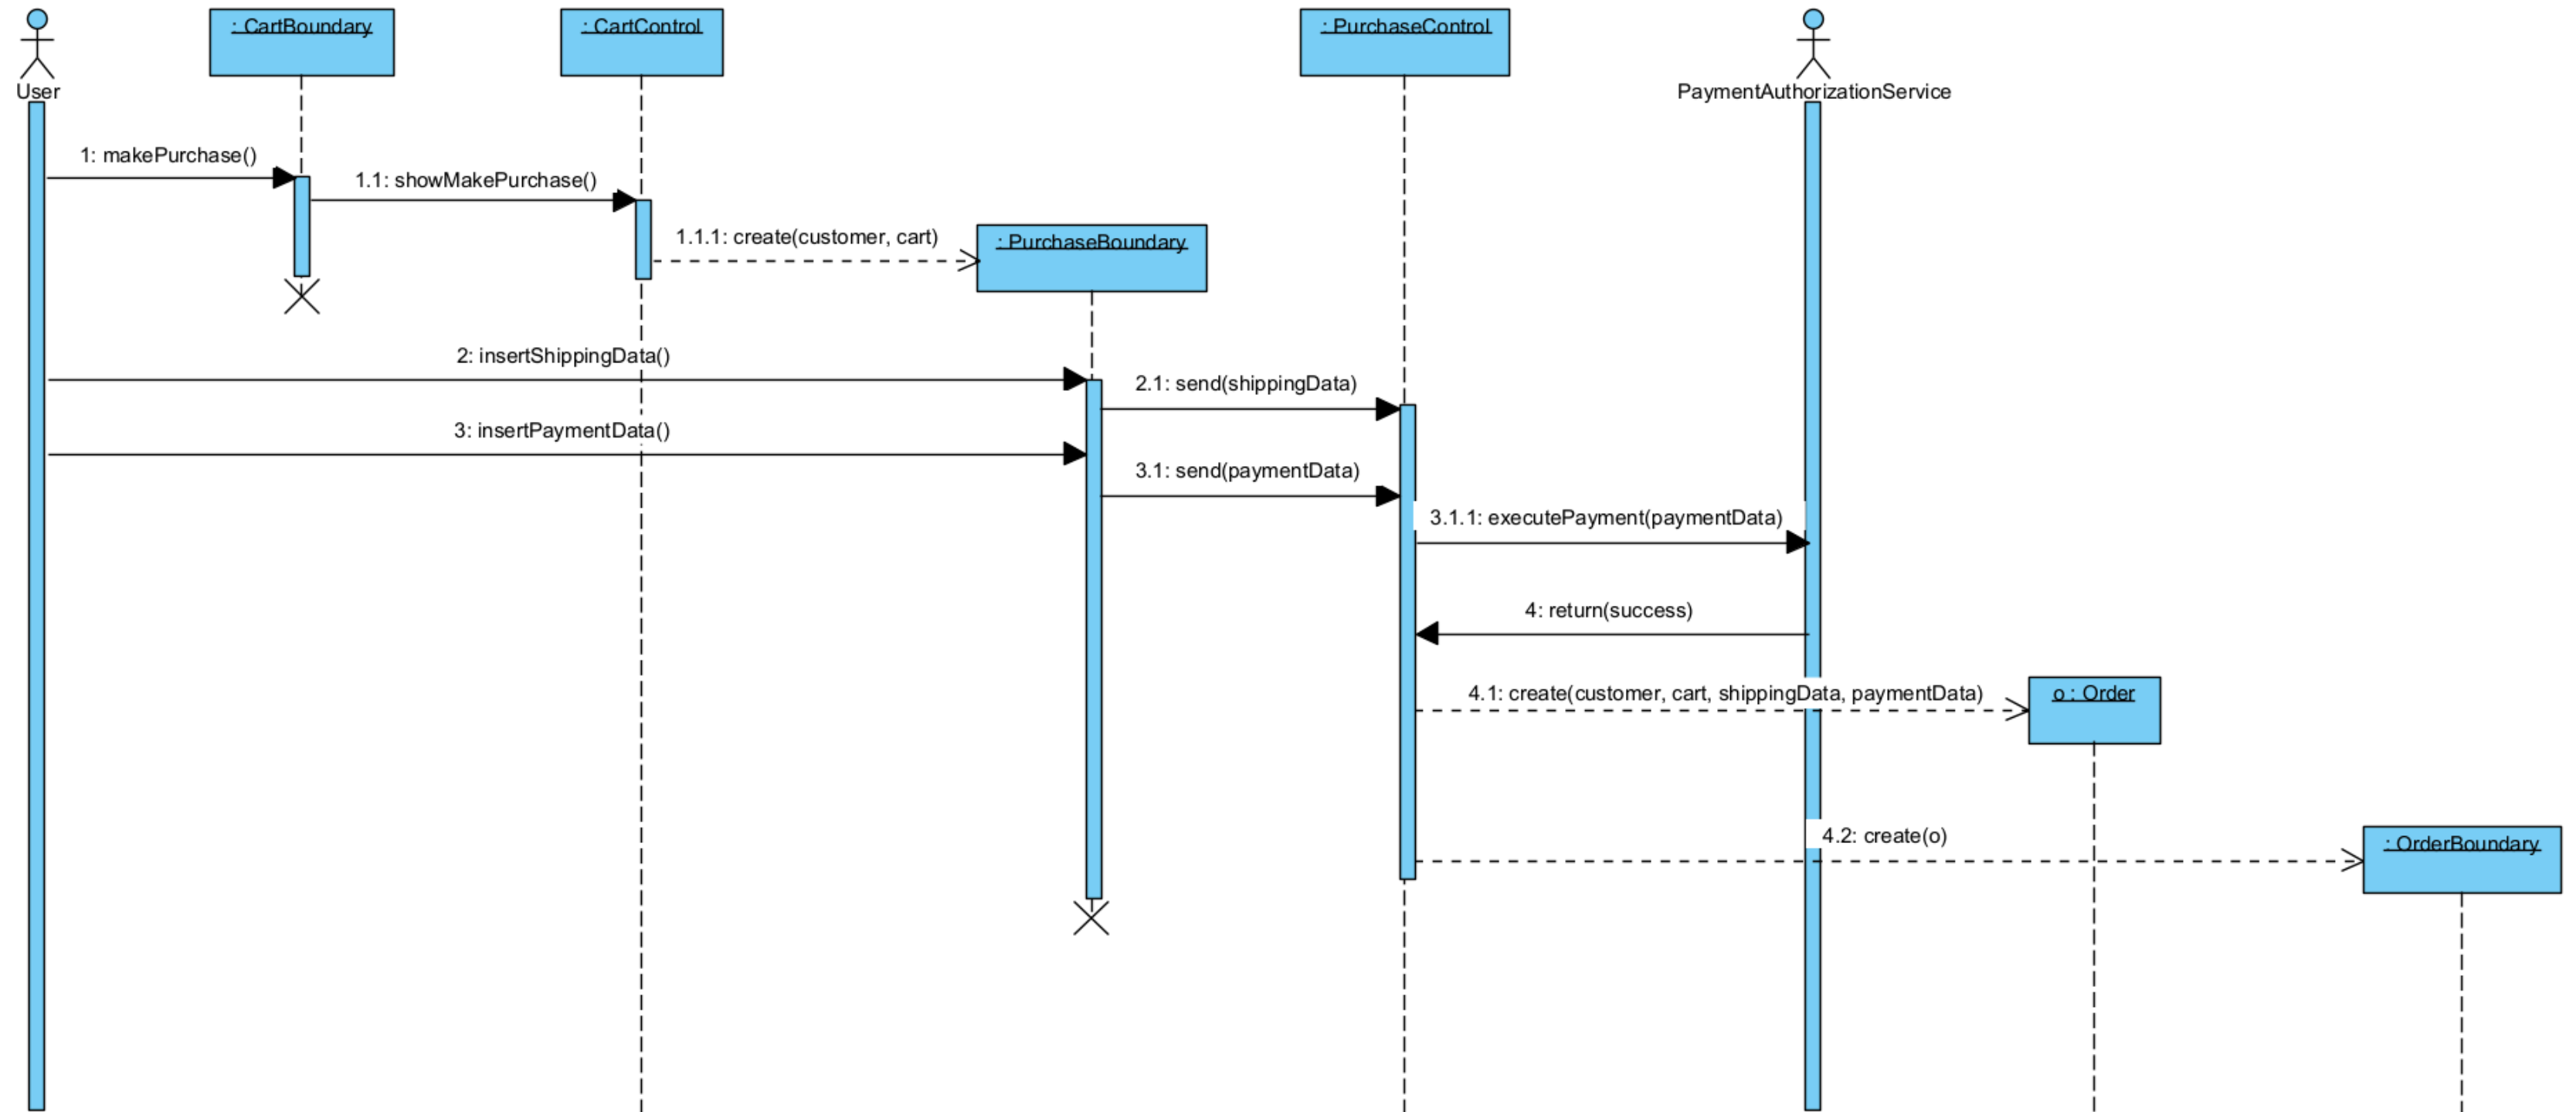 : CartBoundary
: CartControl
: PurchaseControl
User
PaymentAuthorizationService
1: makePurchase()
1.1: showMakePurchase()
1.1.1: create(customer, cart)
: PurchaseBoundary
2: insertShippingData()
2.1: send(shippingData)
3: insertPaymentData()
3.1: send(paymentData)
3.1.1: executePayment(paymentData)
4: return(success)
4.1: create(customer, cart, shippingData, paymentData)
o : Order
4.2: create(o)
: OrderBoundary